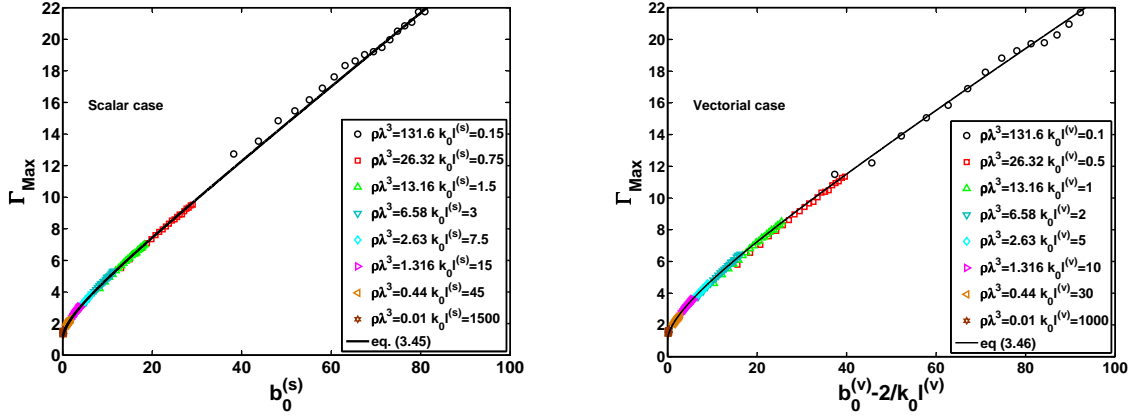 22
20
18
16
14
12
10
8
6
4
2
0
Γ_Max
Scalar case
ρλ³=131.6 k₀l⁽ˢ⁾=0.15
ρλ³=26.32 k₀l⁽ˢ⁾=0.75
ρλ³=13.16 k₀l⁽ˢ⁾=1.5
ρλ³=6.58 k₀l⁽ˢ⁾=3
ρλ³=2.63 k₀l⁽ˢ⁾=7.5
ρλ³=1.316 k₀l⁽ˢ⁾=15
ρλ³=0.44 k₀l⁽ˢ⁾=45
ρλ³=0.01 k₀l⁽ˢ⁾=1500
eq. (3.45)
0 20 40 60 80 100
b₀⁽ˢ⁾
22
20
18
16
14
12
10
8
6
4
2
0
Γ_Max
Vectorial case
ρλ³=131.6 k₀l⁽ᵛ⁾=0.1
ρλ³=26.32 k₀l⁽ᵛ⁾=0.5
ρλ³=13.16 k₀l⁽ᵛ⁾=1
ρλ³=6.58 k₀l⁽ᵛ⁾=2
ρλ³=2.63 k₀l⁽ᵛ⁾=5
ρλ³=1.316 k₀l⁽ᵛ⁾=10
ρλ³=0.44 k₀l⁽ᵛ⁾=30
ρλ³=0.01 k₀l⁽ᵛ⁾=1000
eq (3.46)
0 20 40 60 80 100
b₀⁽ᵛ⁾-2/k₀l⁽ᵛ⁾